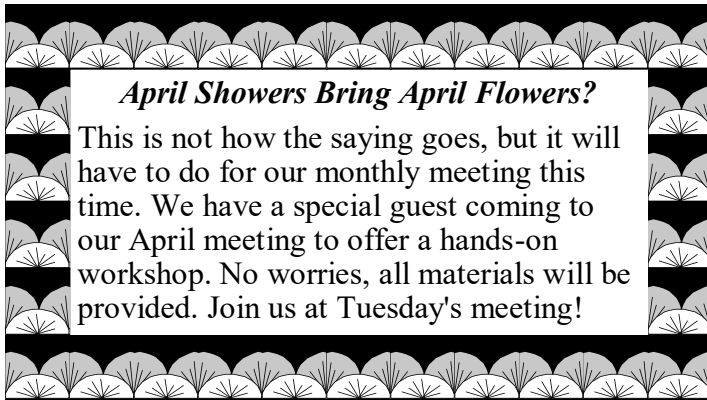 April Showers Bring April Flowers?
This is not how the saying goes, but it will
have to do for our monthly meeting this
time. We have a special guest coming to
our April meeting to offer a hands-on
workshop. No worries, all materials will be
provided. Join us at Tuesday's meeting!